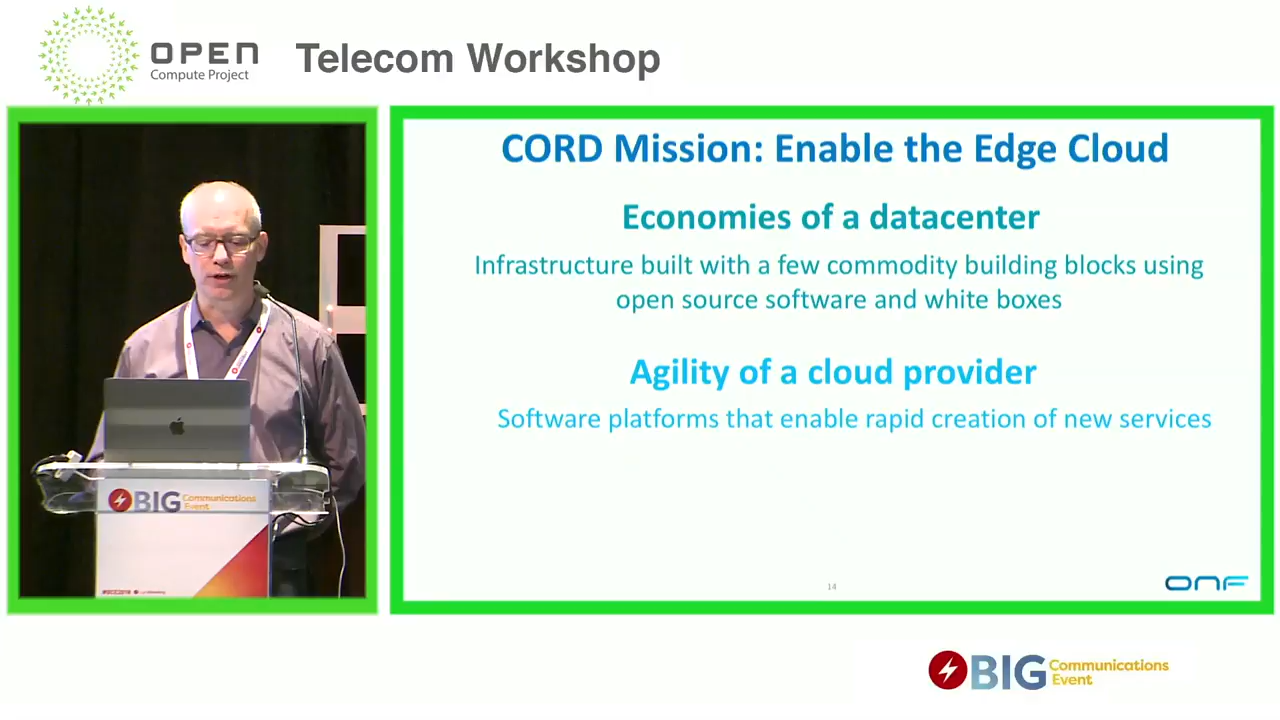 OPEN
Compute Project
Telecom Workshop
CORD Mission: Enable the Edge Cloud
Economies of a datacenter
Infrastructure built with a few commodity building blocks using
open source software and white boxes
Agility of a cloud provider
Software platforms that enable rapid creation of new services
14
ONF
BIG Communications
Event
BIG Communications
Event